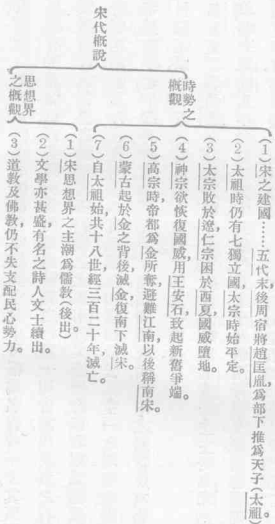 宋代概說
時勢之
概觀
(1)宋之建國……五代末後周宿將趙匡胤,為部下推為天子(太祖)。
(2)太祖時仍有七獨立國,太宗時始平定。
(3)太宗敗於遼,仁宗困於西夏,國威墮地。
(4)神宗欲恢復國威,用王安石,致起新舊爭端。
(5)高宗時,帝都為金所奪,避難江南,以後稱南宋。
(6)蒙古起於金之背後,滅金,復南下滅宋。
(7)自太祖始共十八世,經三百二十年滅亡。
思想界
之概觀
(1)宋思想界之主潮為儒教(後出)。
(2)文學亦甚盛,有名之詩人文士續出。
(3)道教及佛教仍不失支配民心勢力。